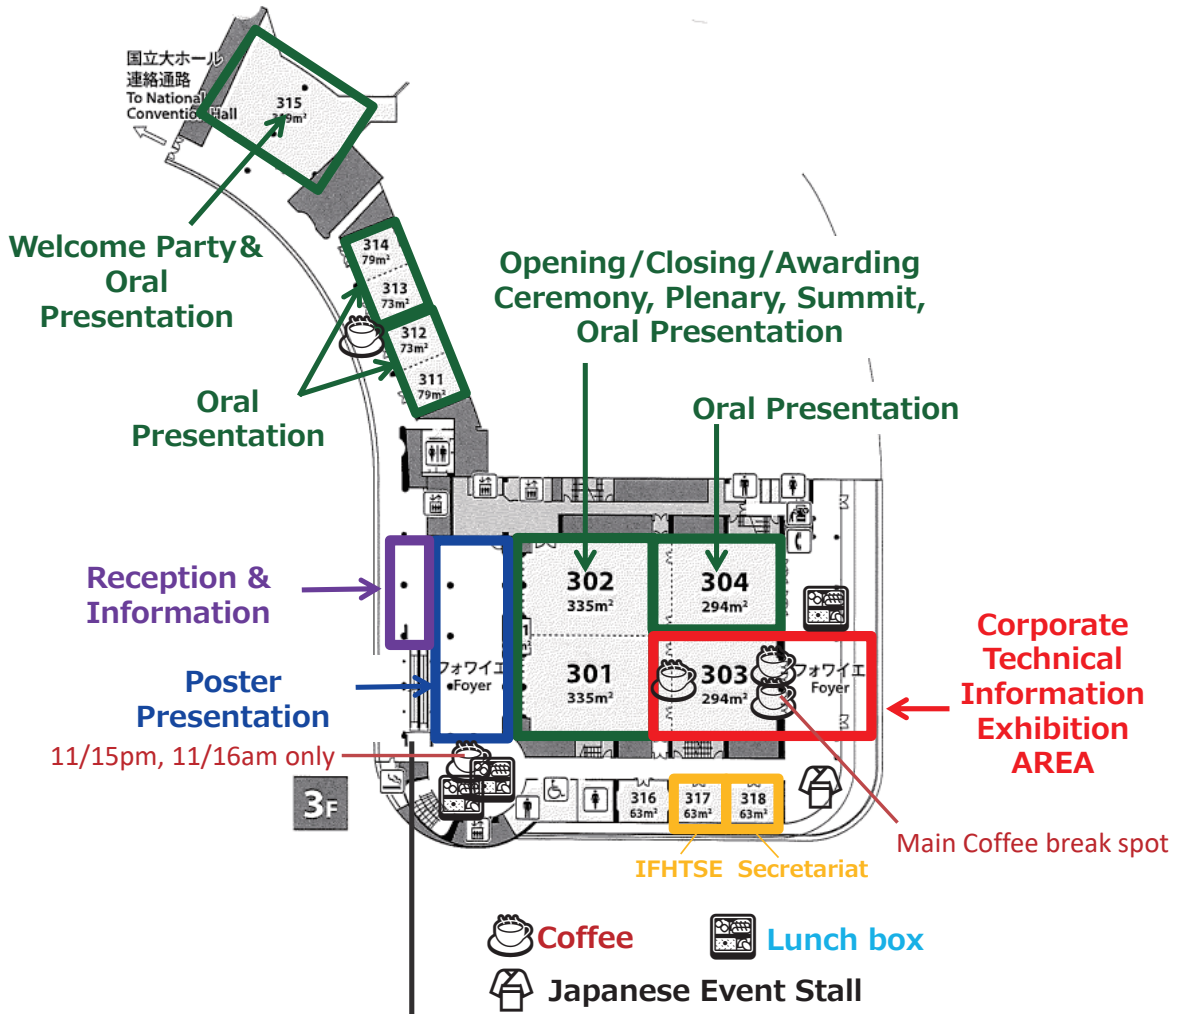 国立大ホール
連絡通路
To National
Convention Hall
315
314
79m²
313
73m²
312
73m²
311
79m²
Welcome Party&
Oral
Presentation
Oral
Presentation
Opening/Closing/Awarding
Ceremony, Plenary, Summit,
Oral Presentation
Oral Presentation
Reception &
Information
302
335m²
304
294m²
Poster
Presentation
フォワイエ
Foyer
301
335m²
303
294m²
フォワイエ
Foyer
Corporate
Technical
Information
Exhibition
AREA
11/15pm, 11/16am only
3F
316
63m²
317
63m²
318
63m²
Main Coffee break spot
IFHTSE Secretariat
Coffee
Lunch box
Japanese Event Stall